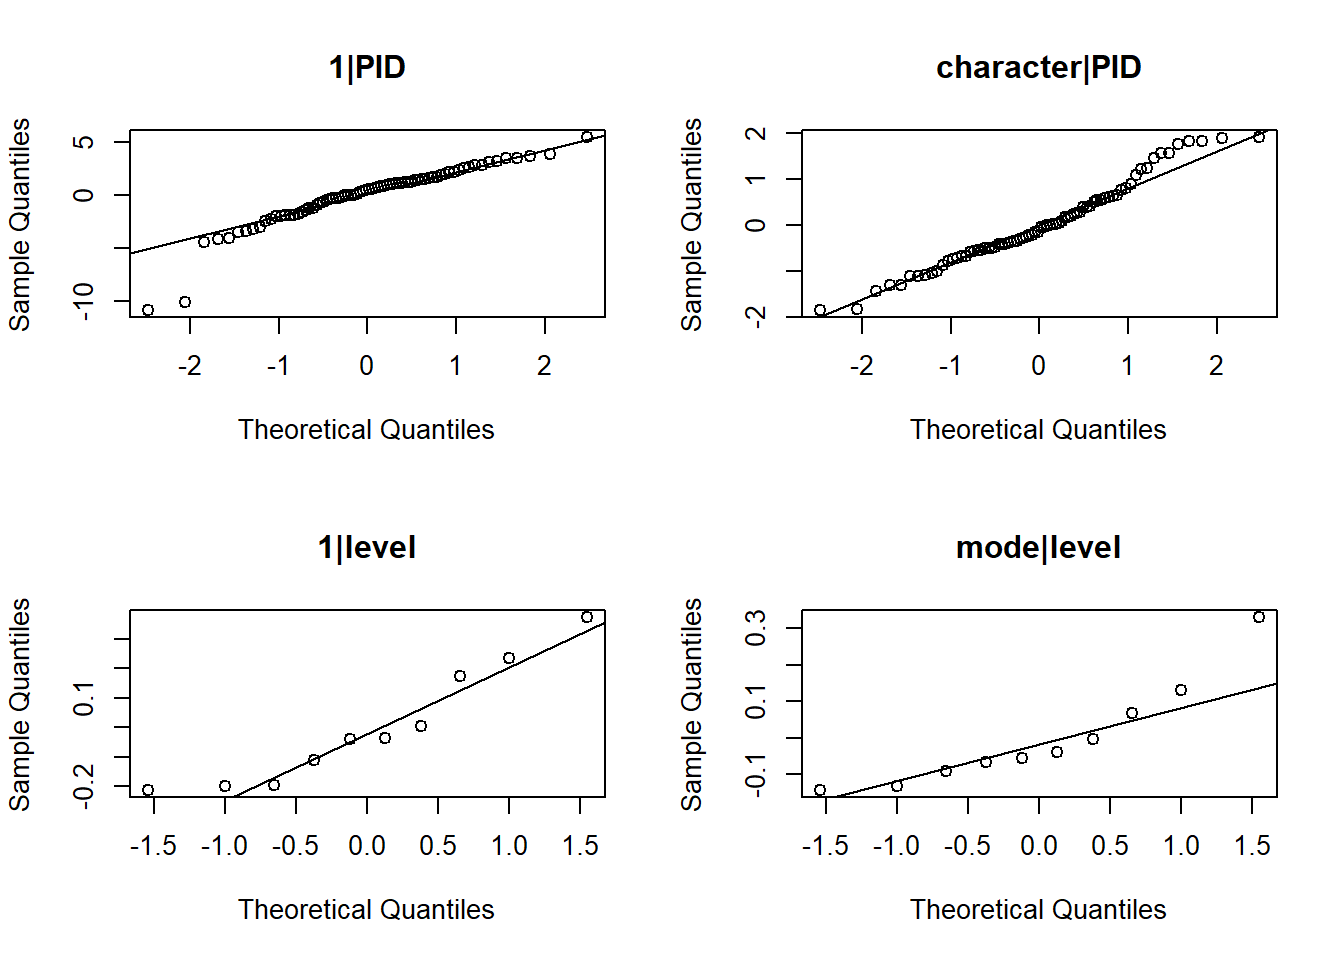 1|PID
Sample Quantiles
5
0
-10
-2 -1 0 1 2
Theoretical Quantiles
character|PID
Sample Quantiles
2
1
0
-2
-2 -1 0 1 2
Theoretical Quantiles
1|level
Sample Quantiles
0.1
-0.2
-1.5 -1.0 -0.5 0.0 0.5 1.0 1.5
Theoretical Quantiles
mode|level
Sample Quantiles
0.3
0.1
-0.1
-1.5 -1.0 -0.5 0.0 0.5 1.0 1.5
Theoretical Quantiles